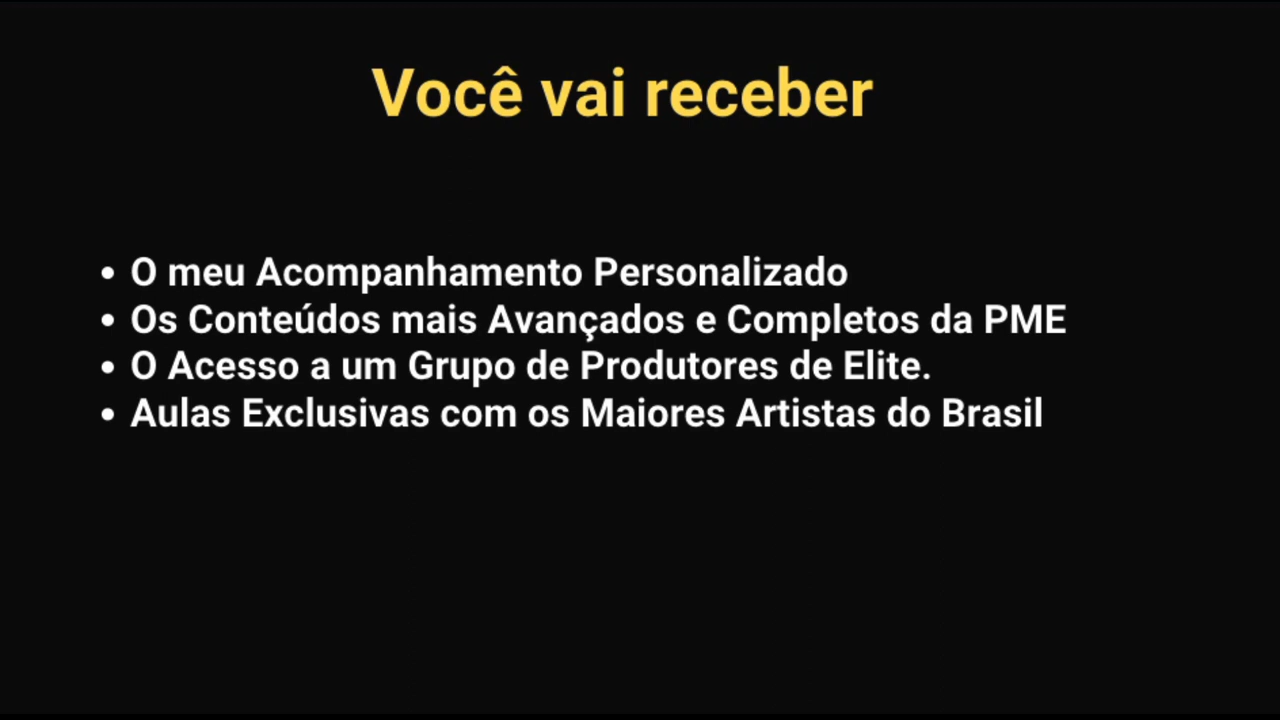 Você vai receber
• O meu Acompanhamento Personalizado
• Os Conteúdos mais Avançados e Completos da PME
• O Acesso a um Grupo de Produtores de Elite.
• Aulas Exclusivas com os Maiores Artistas do Brasil